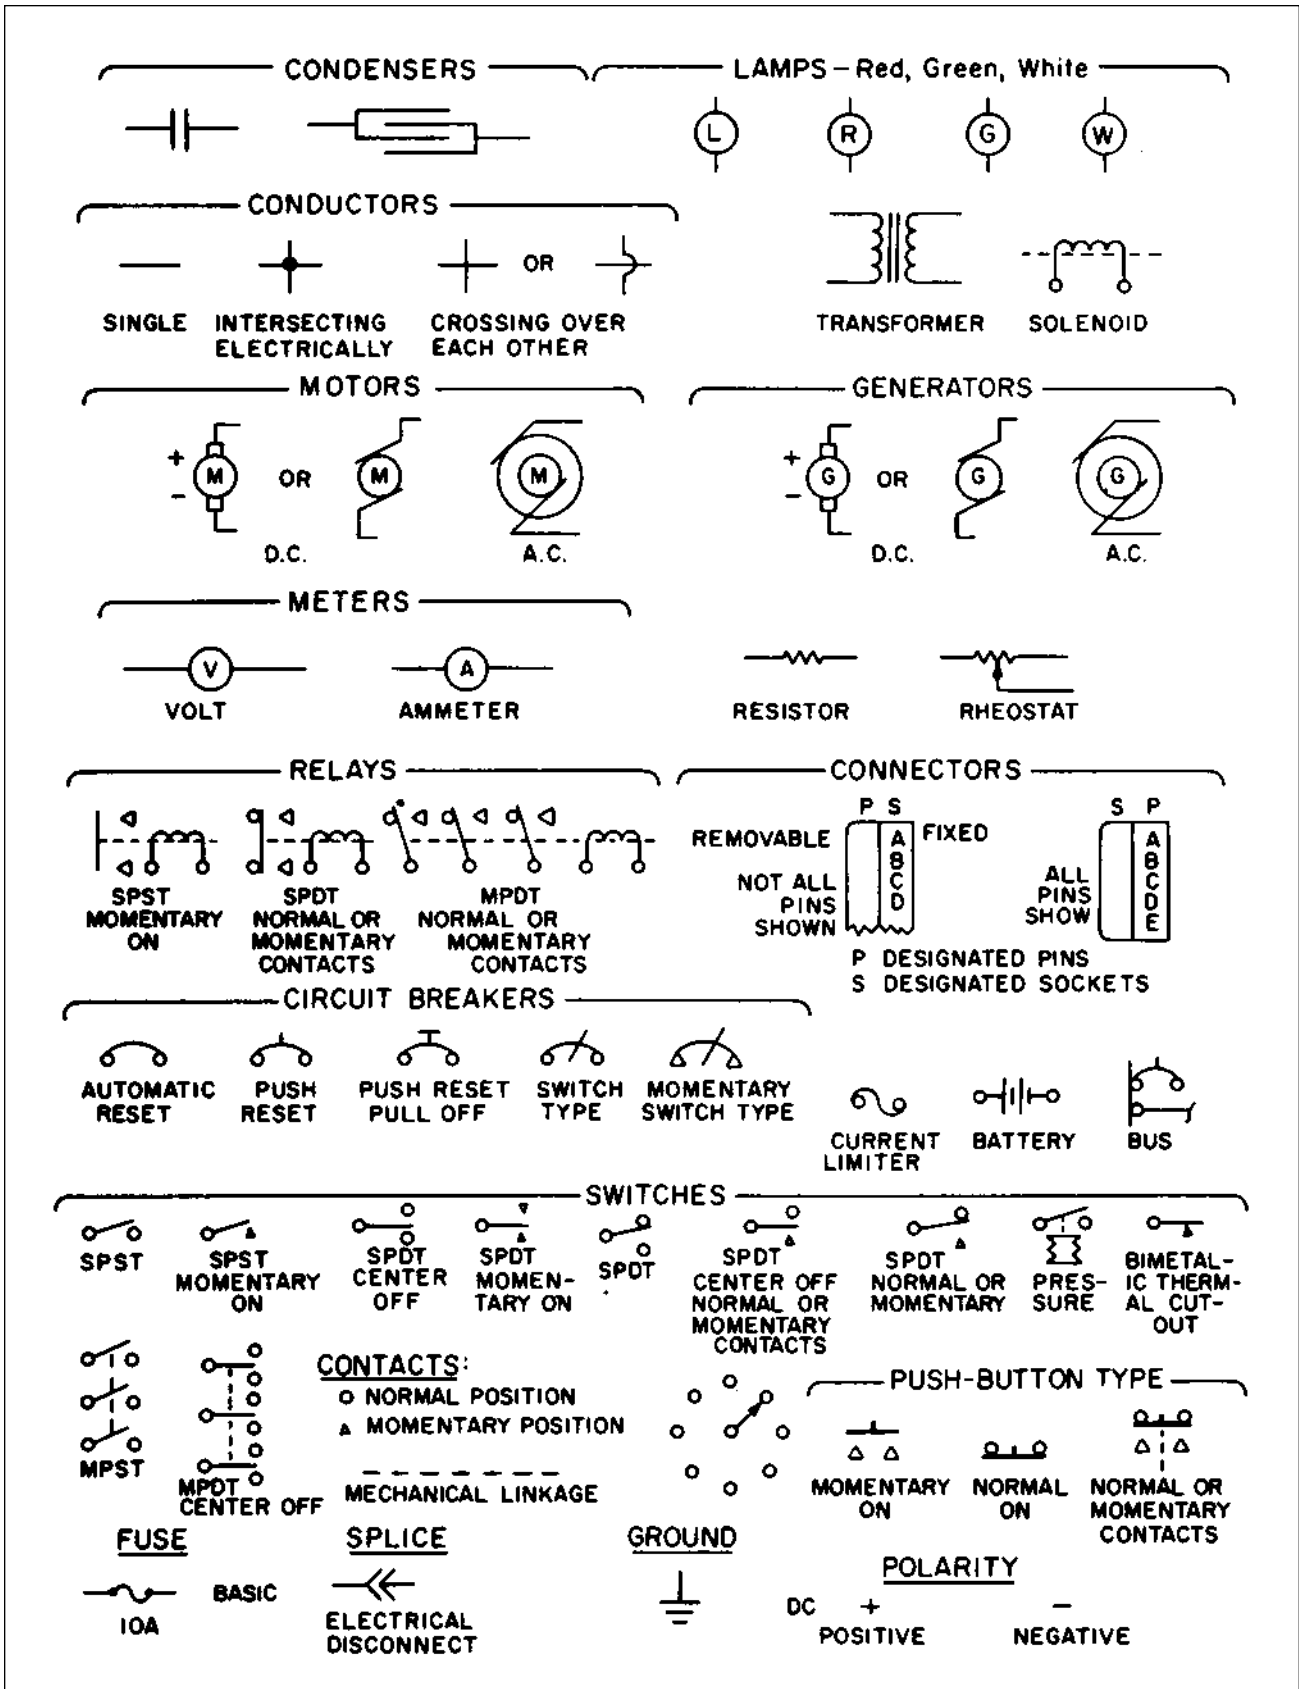 CONDENSERS
LAMPS – Red, Green, White
L R G W
CONDUCTORS
OR
SINGLE
INTERSECTING
ELECTRICALLY
CROSSING OVER
EACH OTHER
TRANSFORMER
SOLENOID
MOTORS
GENERATORS
+
–
M
OR
M
M
D.C.
A.C.
+
–
G
OR
G
G
D.C.
A.C.
METERS
V
A
VOLT
AMMETER
RESISTOR
RHEOSTAT
RELAYS
SPST
MOMENTARY
ON
SPDT
NORMAL OR
MOMENTARY
CONTACTS
MPDT
NORMAL OR
MOMENTARY
CONTACTS
CONNECTORS
P S
REMOVABLE
FIXED
A
B
C
D
NOT ALL
PINS
SHOWN
S P
A
B
C
D
E
ALL
PINS
SHOW
P DESIGNATED PINS
S DESIGNATED SOCKETS
CIRCUIT BREAKERS
AUTOMATIC
RESET
PUSH
RESET
PUSH RESET
PULL OFF
SWITCH
TYPE
MOMENTARY
SWITCH TYPE
CURRENT
LIMITER
BATTERY
BUS
SWITCHES
SPST
SPST
MOMENTARY
ON
SPDT
CENTER
OFF
SPDT
MOMEN-
TARY ON
SPDT
SPDT
CENTER OFF
NORMAL OR
MOMENTARY
CONTACTS
SPDT
NORMAL OR
MOMENTARY
PRES-
SURE
BIMETAL-
IC THERM-
AL CUT-
OUT
MPST
MPDT
CENTER OFF
CONTACTS:
NORMAL POSITION
MOMENTARY POSITION
MECHANICAL LINKAGE
PUSH-BUTTON TYPE
MOMENTARY
ON
NORMAL
ON
NORMAL OR
MOMENTARY
CONTACTS
FUSE
10A
BASIC
SPLICE
ELECTRICAL
DISCONNECT
GROUND
POLARITY
DC + –
POSITIVE
NEGATIVE